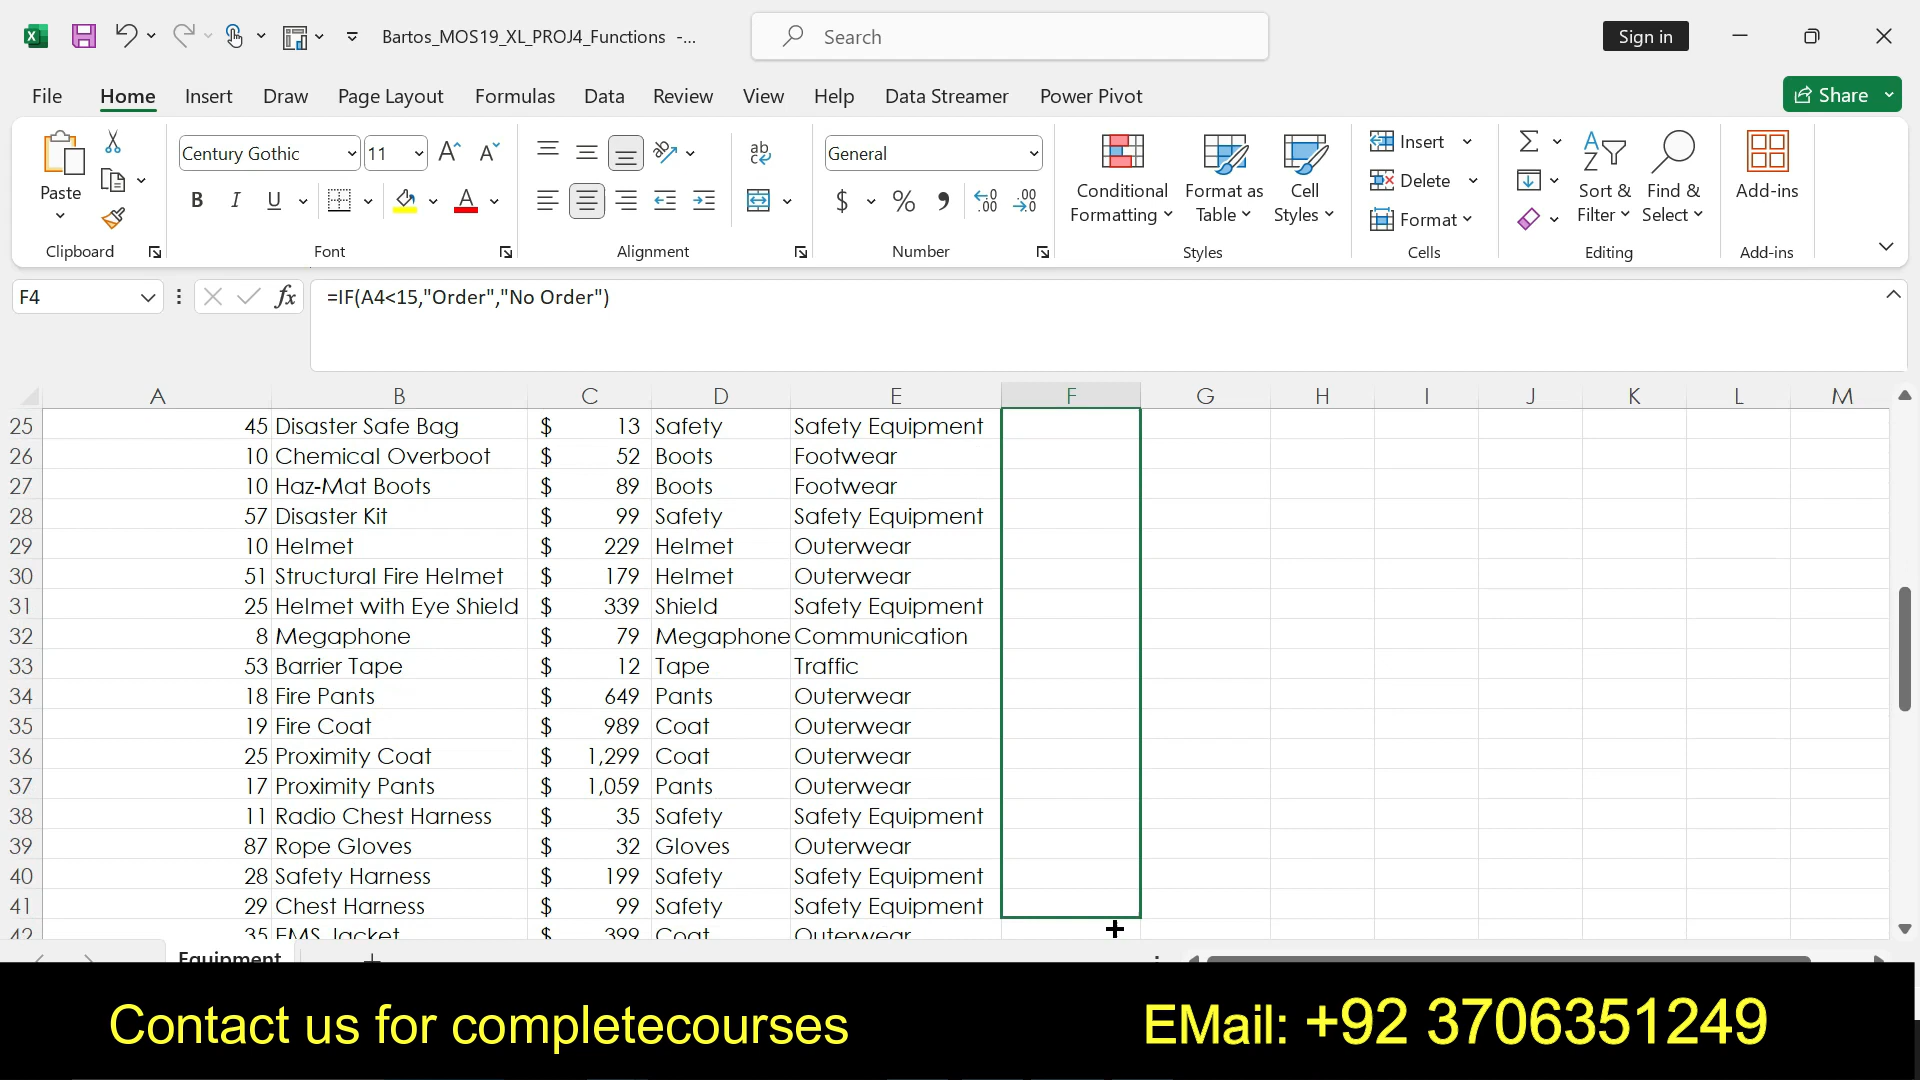 Bartos_MOS19_XL_PROJ4_Functions -...
Search
Sign in
File Home Insert Draw Page Layout Formulas Data Review View Help Data Streamer Power Pivot
Share
Paste
Clipboard
Century Gothic 11
B I U
Font
Alignment
General
$ % ,
Number
Conditional Formatting
Format as Table
Cell Styles
Styles
Insert
Delete
Format
Cells
Sort & Filter
Find & Select
Editing
Add-ins
Add-ins
F4
fx
=IF(A4<15,"Order","No Order")
A B C D E F G H I J K L M
25 45 Disaster Safe Bag $ 13 Safety Safety Equipment
26 10 Chemical Overboot $ 52 Boots Footwear
27 10 Haz-Mat Boots $ 89 Boots Footwear
28 57 Disaster Kit $ 99 Safety Safety Equipment
29 10 Helmet $ 229 Helmet Outerwear
30 51 Structural Fire Helmet $ 179 Helmet Outerwear
31 25 Helmet with Eye Shield $ 339 Shield Safety Equipment
32 8 Megaphone $ 79 Megaphone Communication
33 53 Barrier Tape $ 12 Tape Traffic
34 18 Fire Pants $ 649 Pants Outerwear
35 19 Fire Coat $ 989 Coat Outerwear
36 25 Proximity Coat $ 1,299 Coat Outerwear
37 17 Proximity Pants $ 1,059 Pants Outerwear
38 11 Radio Chest Harness $ 35 Safety Safety Equipment
39 87 Rope Gloves $ 32 Gloves Outerwear
40 28 Safety Harness $ 199 Safety Safety Equipment
41 29 Chest Harness $ 99 Safety Safety Equipment
42 35 EMS Jacket $ 399 Coat Outerwear
Equipment
Contact us for completecourses
EMail: +92 3706351249